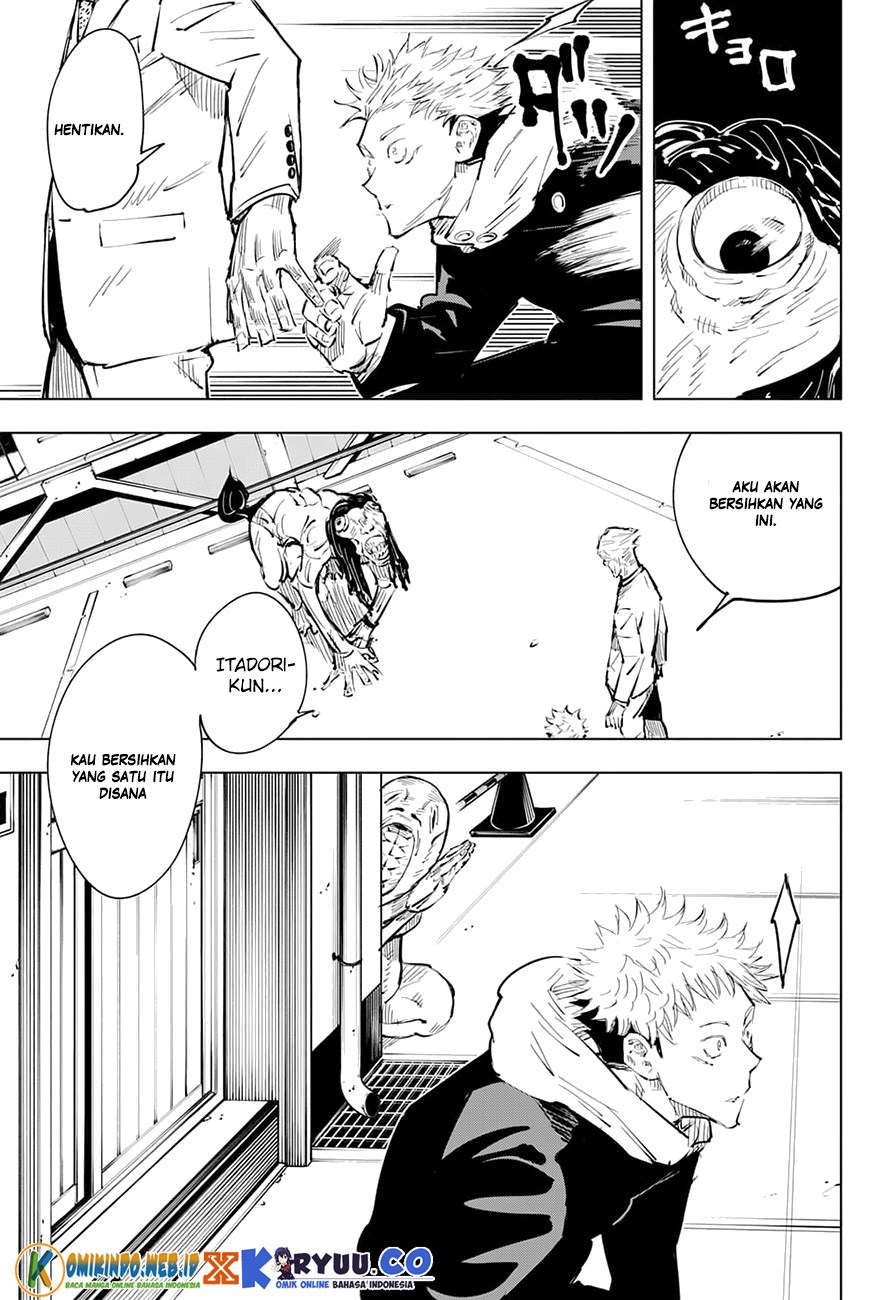 キョロ
ダッ
HENTIKAN.
AKU AKAN
BERSIHKAN YANG
INI.
ITADORI-
KUN...
KAU BERSIHKAN
YANG SATU ITU
DISANA
KOMIKINDO.WEB.ID
BACA MANGA ONLINE BAHASA INDONESIA
X
KIRYUU.CO
OMIK ONLINE BAHASA INDONESIA